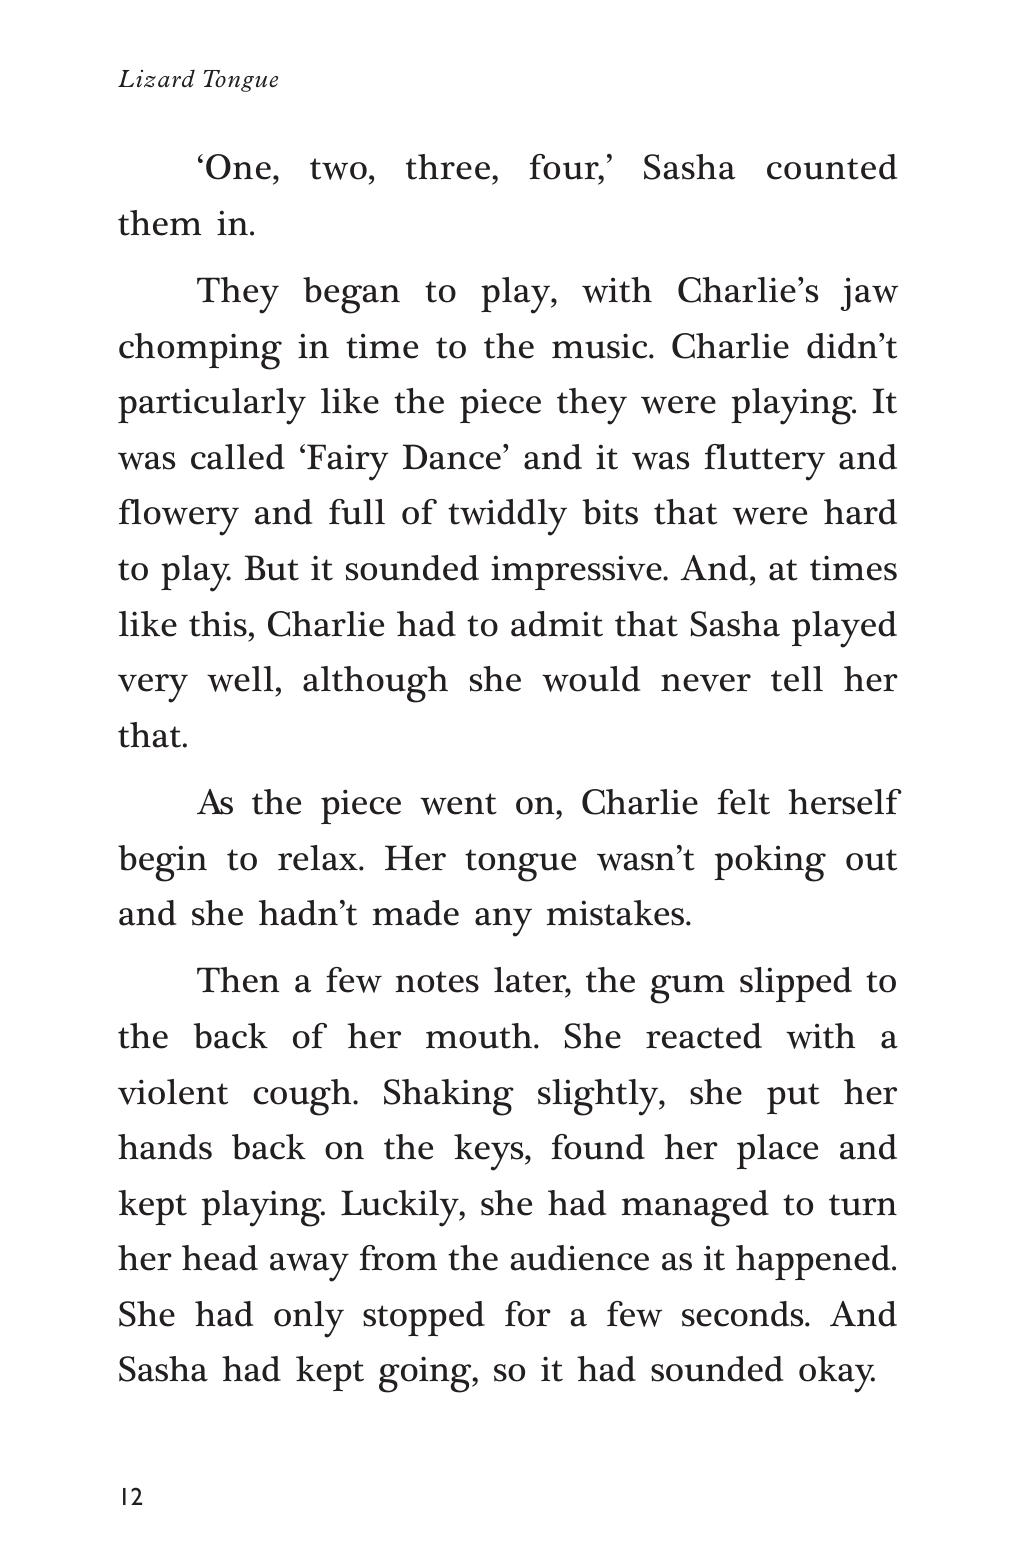 Lizard Tongue
‘One, two, three, four,’ Sasha counted
them in.
They began to play, with Charlie’s jaw
chomping in time to the music. Charlie didn’t
particularly like the piece they were playing. It
was called ‘Fairy Dance’ and it was fluttery and
flowery and full of twiddly bits that were hard
to play. But it sounded impressive. And, at times
like this, Charlie had to admit that Sasha played
very well, although she would never tell her
that.
As the piece went on, Charlie felt herself
begin to relax. Her tongue wasn’t poking out
and she hadn’t made any mistakes.
Then a few notes later, the gum slipped to
the back of her mouth. She reacted with a
violent cough. Shaking slightly, she put her
hands back on the keys, found her place and
kept playing. Luckily, she had managed to turn
her head away from the audience as it happened.
She had only stopped for a few seconds. And
Sasha had kept going, so it had sounded okay.
12